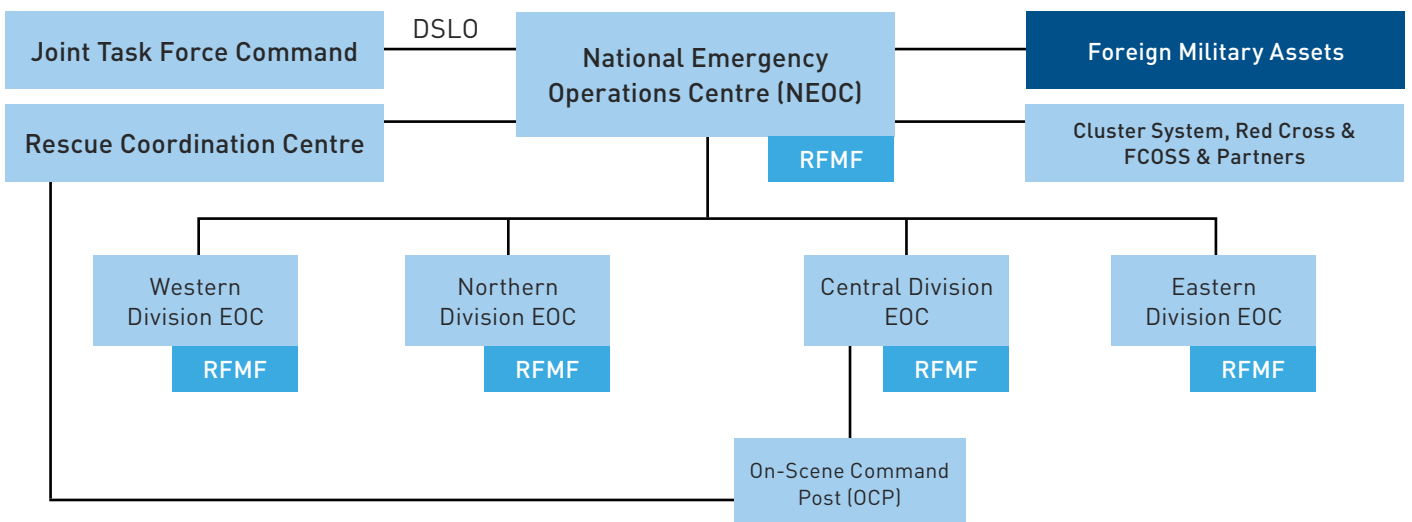 Joint Task Force Command
DSLO
National Emergency
Operations Centre (NEOC)
Foreign Military Assets
Rescue Coordination Centre
RFMF
Cluster System, Red Cross &
FCOSS & Partners
Western
Division EOC
RFMF
Northern
Division EOC
RFMF
Central Division
EOC
RFMF
Eastern
Division EOC
RFMF
On-Scene Command
Post (OCP)